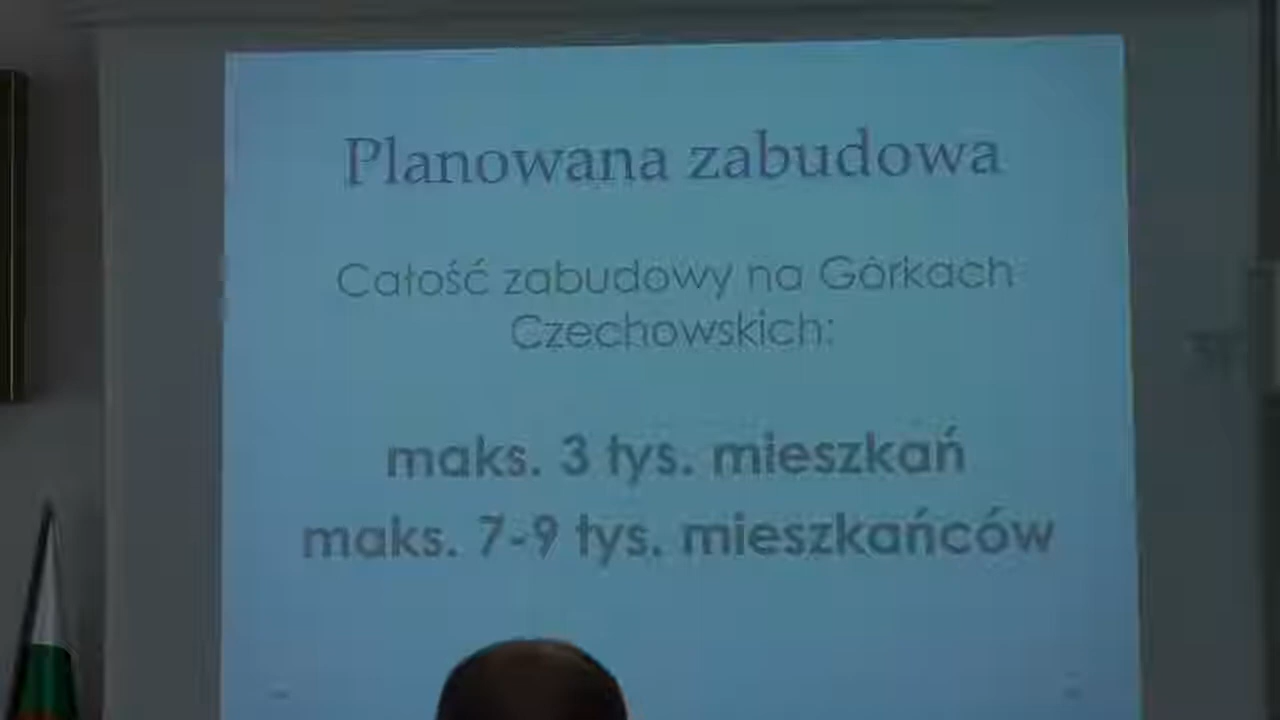 Planowana zabudowa
Całość zabudowy na Górkach
Czechowskich:
maks. 3 tys. mieszkań
maks. 7-9 tys. mieszkańców